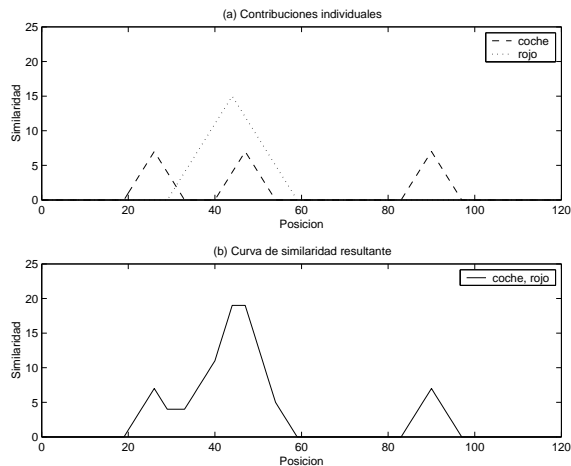 (a) Contribuciones individuales
25
20
15
10
5
0
Similaridad
coche
rojo
0 20 40 60 80 100 120
Posicion
(b) Curva de similaridad resultante
25
20
15
10
5
0
Similaridad
coche, rojo
0 20 40 60 80 100 120
Posicion